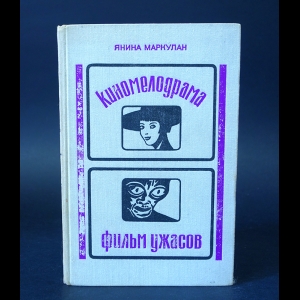 ЯНИНА МАРКУЛАН
Киномелодрама
Фильм ужасов